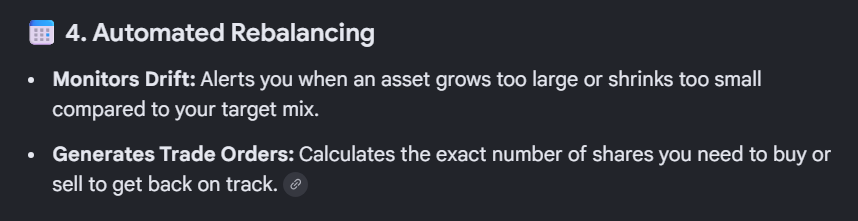 4. Automated Rebalancing
• Monitors Drift: Alerts you when an asset grows too large or shrinks too small
compared to your target mix.
• Generates Trade Orders: Calculates the exact number of shares you need to buy or
sell to get back on track.